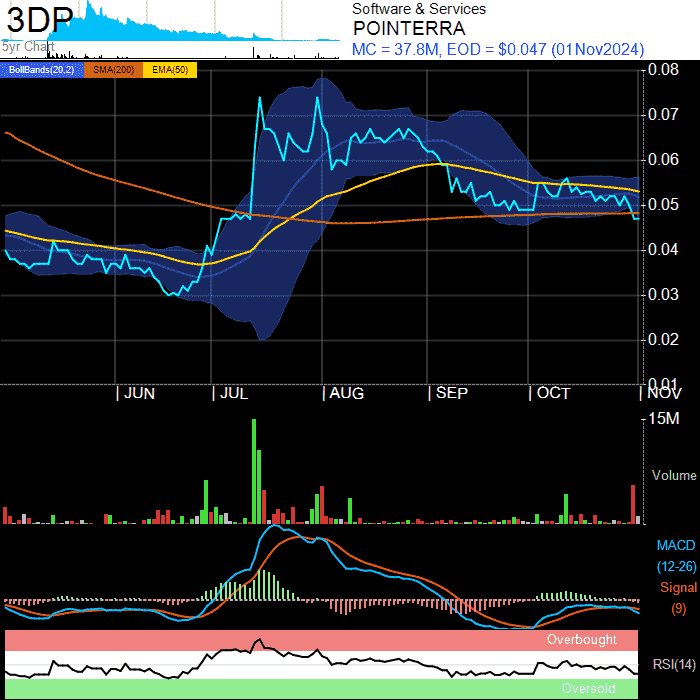 3DP
5yr Chart
Software & Services
POINTERRA
MC = 37.8M, EOD = $0.047 (01Nov2024)
BollBands(20,2) SMA(200) EMA(50)
0.08
0.07
0.06
0.05
0.04
0.03
0.02
0.01
JUN JUL AUG SEP OCT NOV
15M
Volume
MACD
(12-26)
Signal
(9)
Overbought
RSI(14)
Oversold